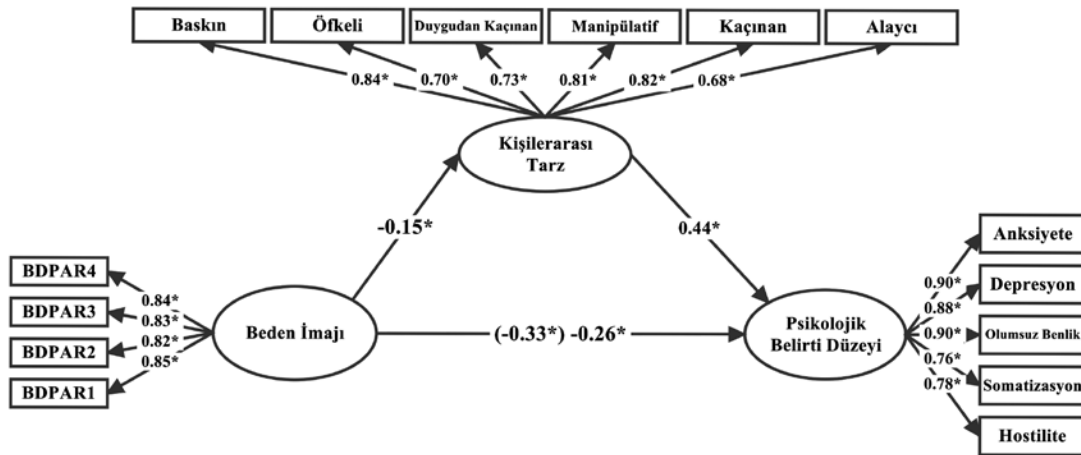 Baskın
Öfkeli
Duygudan Kaçınan
Manipülatif
Kaçınan
Alaycı
0.84*
0.70*
0.73*
0.81*
0.82*
0.68*
Kişilerarası
Tarz
-0.15*
0.44*
BDPAR4
BDPAR3
BDPAR2
BDPAR1
0.84*
0.83*
0.82*
0.85*
Beden İmajı
(-0.33*) -0.26*
Psikolojik
Belirti Düzeyi
0.90*
0.88*
0.90*
0.76*
0.78*
Anksiyete
Depresyon
Olumsuz Benlik
Somatizasyon
Hostilite